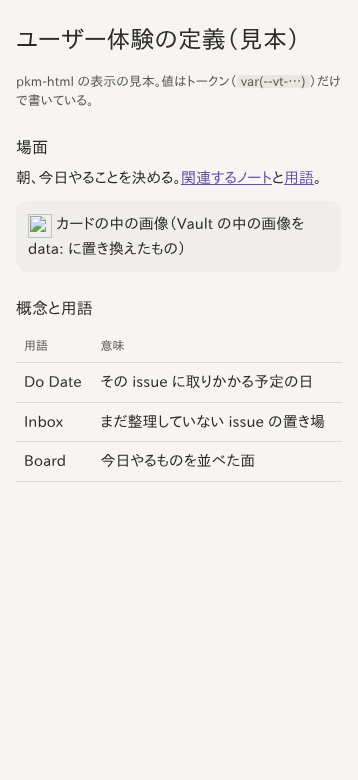 ユーザー体験の定義（見本）
pkm-html の表示の見本。値はトークン（ var(--vt-…) ）だけ
で書いている。
場面
朝、今日やることを決める。関連するノートと用語。
カードの中の画像（Vault の中の画像を
data: に置き換えたもの）
概念と用語
用語 意味
Do Date その issue に取りかかる予定の日
Inbox まだ整理していない issue の置き場
Board 今日やるものを並べた面